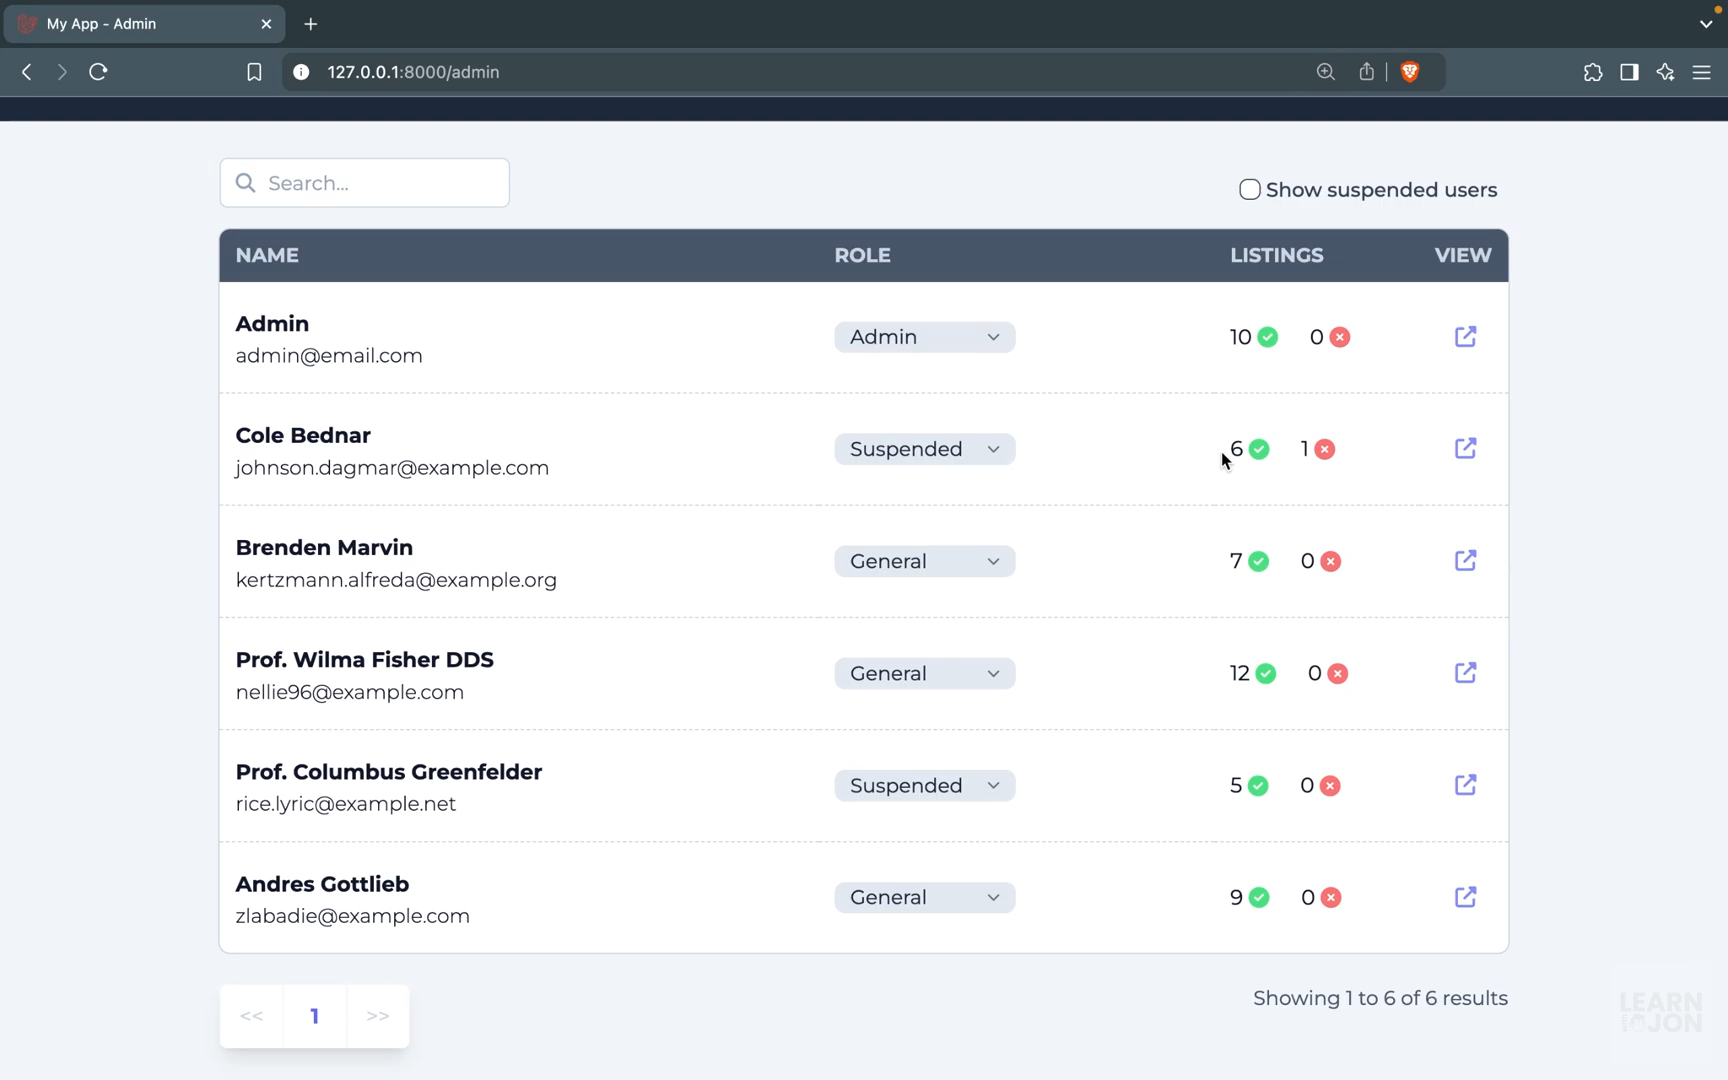 My App - Admin
127.0.0.1:8000/admin
Search...
Show suspended users
NAME ROLE LISTINGS VIEW
Admin
admin@email.com
Admin
10 0
Cole Bednar
johnson.dagmar@example.com
Suspended
6 1
Brenden Marvin
kertzmann.alfreda@example.org
General
7 0
Prof. Wilma Fisher DDS
nellie96@example.com
General
12 0
Prof. Columbus Greenfelder
rice.lyric@example.net
Suspended
5 0
Andres Gottlieb
zlabadie@example.com
General
9 0
<< 1 >>
Showing 1 to 6 of 6 results
LEARN
JON